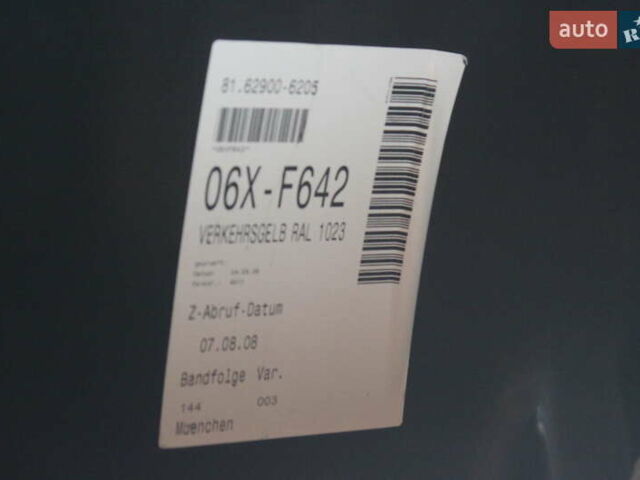 auto
R
81.62900-6205
*06XF642*
06X-F642
VERKEHRSGELB RAL 1023
Z-Abruf-Datum
07.08.08
Bandfolge Var.
144 003
Muenchen